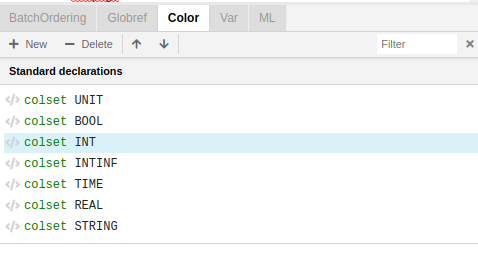 BatchOrdering Globref Color Var ML
+ New − Delete ↑ ↓ Filter ×
Standard declarations
</> colset UNIT
</> colset BOOL
</> colset INT
</> colset INTINF
</> colset TIME
</> colset REAL
</> colset STRING